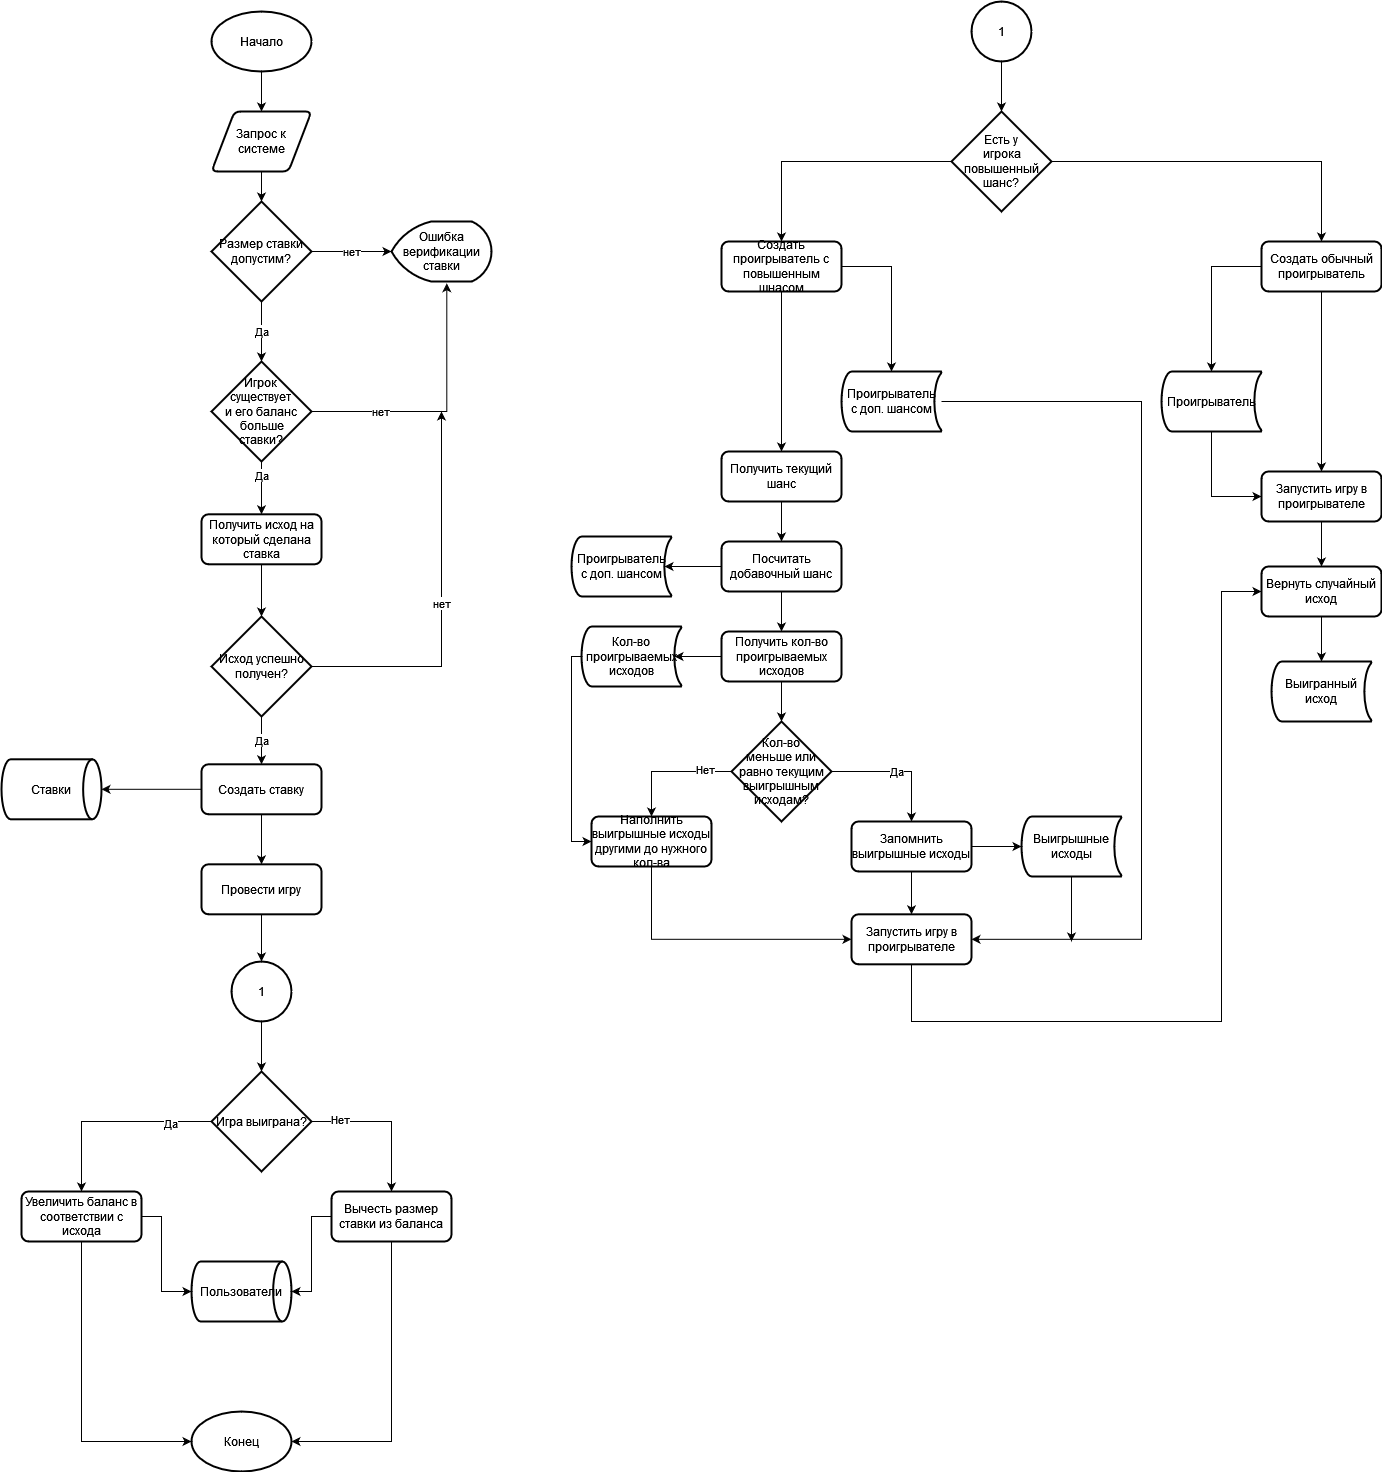 Начало
Запрос к
системе
Размер ставки
допустим?
нет
Ошибка
верификации
ставки
Да
Игрок
существует
и его баланс
больше
ставки?
нет
Да
Получить исход на
который сделана
ставка
нет
Исход успешно
получен?
Да
Ставки
Создать ставку
Провести игру
1
Игра выиграна?
Да
Нет
Увеличить баланс в
соответствии с
исхода
Вычесть размер
ставки из баланса
Пользователи
Конец
1
Есть у
игрока
повышенный
шанс?
Создать
проигрыватель с
повышенным
шнасом
Создать обычный
проигрыватель
Проигрыватель
с доп. шансом
Проигрыватель
Получить текущий
шанс
Запустить игру в
проигрывателе
Проигрыватель
с доп. шансом
Посчитать
добавочный шанс
Вернуть случайный
исход
Кол-во
проигрываемых
исходов
Получить кол-во
проигрываемых
исходов
Выигранный
исход
Кол-во
меньше или
равно текущим
выигрышным
исходам?
Нет
Да
Наполнить
выигрышные исходы
другими до нужного
кол-ва
Запомнить
выигрышные исходы
Выигрышные
исходы
Запустить игру в
проигрывателе